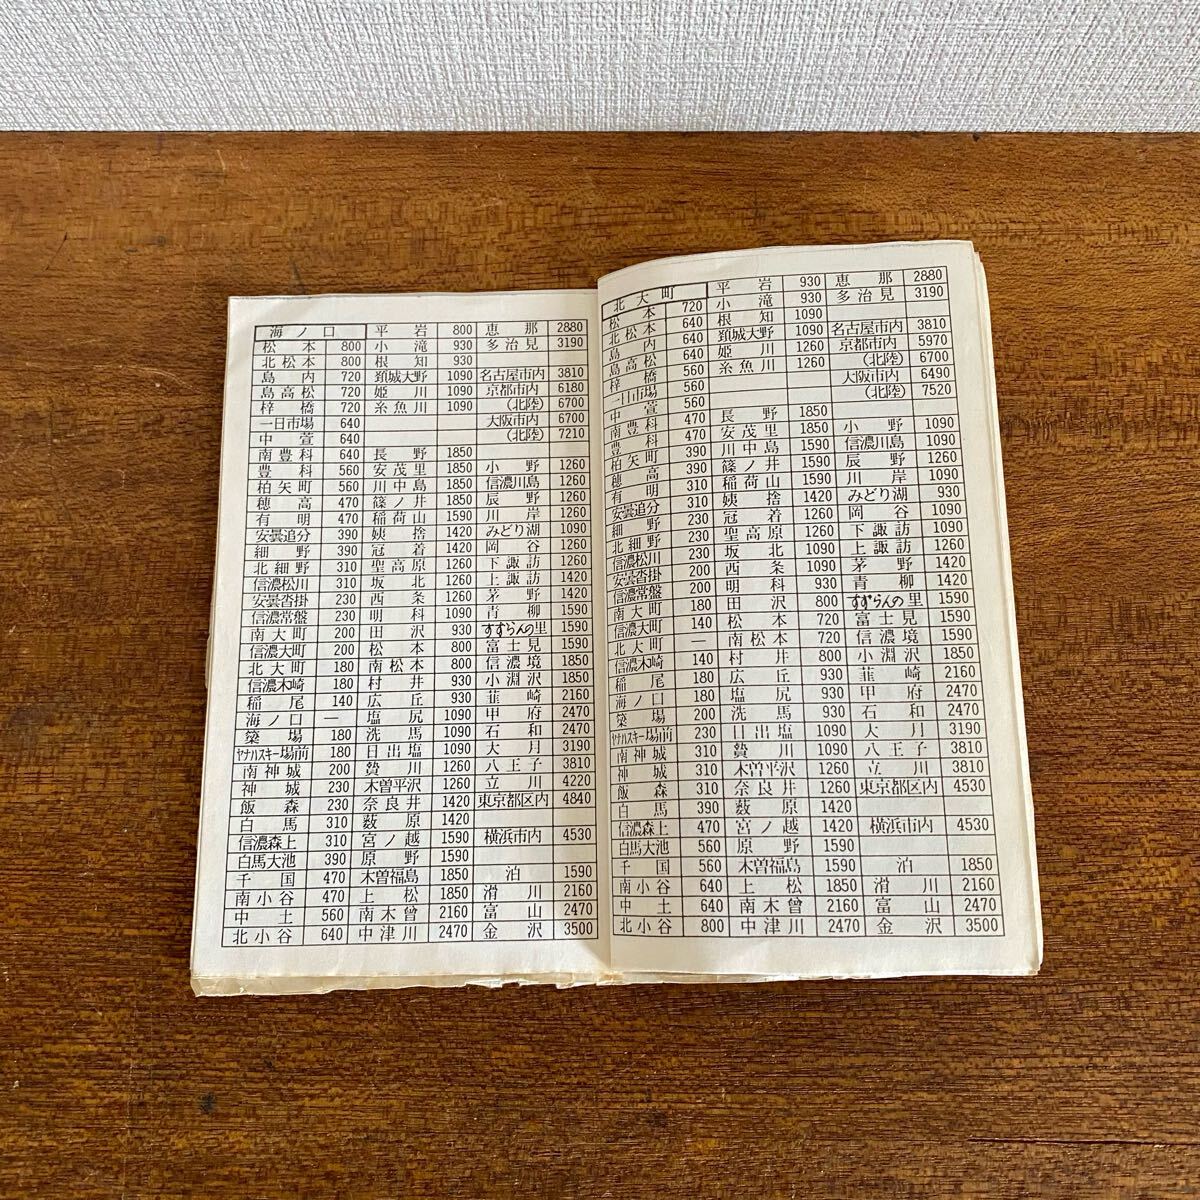 海ノ口 平岩 800 恵那 2880
松本 800 小滝 930 多治見 3190
北松本 800 根知 930
島内 720 頚城大野 1090 名古屋市内 3810
島高松 720 姫川 1090 京都市内 6180
梓橋 720 糸魚川 1090 (北陸) 6700
一日市場 640 大阪市内 6700
中萱 640 (北陸) 7210
南豊科 640 長野 1850
豊科 560 安茂里 1850 小野 1260
柏矢町 560 川中島 1850 信濃川島 1260
穂高 470 篠ノ井 1850 辰野 1260
有明 470 稲荷山 1590 川岸 1260
安曇追分 390 姨捨 1420 みどり湖 1090
細野 390 冠着 1420 岡谷 1260
北細野 310 聖高原 1260 下諏訪 1260
信濃松川 310 坂北 1260 上諏訪 1420
安曇沓掛 230 西条 1260 茅野 1420
信濃常盤 230 明科 1090 青柳 1590
南大町 200 田沢 930 すずらんの里 1590
信濃大町 200 松本 800 富士見 1590
北大町 180 南松本 800 信濃境 1850
信濃木崎 180 村井 930 小淵沢 1850
稲尾 140 広丘 930 韮崎 2160
海ノ口 — 塩尻 1090 甲府 2470
簗場 180 洗馬 1090 石和 2470
ヤナバスキー場前 180 日出塩 1090 大月 3190
南神城 200 贄川 1260 八王子 3810
神城 230 木曽平沢 1260 立川 4220
飯森 230 奈良井 1420 東京都区内 4840
白馬 310 薮原 1420
信濃森上 310 宮ノ越 1590 横浜市内 4530
白馬大池 390 原野 1590
千国 470 木曽福島 1850 泊 1590
南小谷 470 上松 1850 滑川 2160
中土 560 南木曽 2160 富山 2470
北小谷 640 中津川 2470 金沢 3500
北大町 平岩 930 恵那 2880
松本 720 小滝 930 多治見 3190
北松本 640 根知 1090
島内 640 頚城大野 1090 名古屋市内 3810
島高松 640 姫川 1260 京都市内 5970
梓橋 560 糸魚川 1260 (北陸) 6700
一日市場 560 大阪市内 6490
中萱 560 (北陸) 7520
南豊科 470 長野 1850
豊科 470 安茂里 1850 小野 1090
柏矢町 390 川中島 1590 信濃川島 1090
穂高 390 篠ノ井 1590 辰野 1260
有明 310 稲荷山 1590 川岸 1090
安曇追分 310 姨捨 1420 みどり湖 930
細野 230 冠着 1260 岡谷 1090
北細野 230 聖高原 1260 下諏訪 1090
信濃松川 230 坂北 1090 上諏訪 1260
安曇沓掛 200 西条 1090 茅野 1420
信濃常盤 200 明科 930 青柳 1420
南大町 180 田沢 800 すずらんの里 1590
信濃大町 140 松本 720 富士見 1590
北大町 — 南松本 720 信濃境 1590
信濃木崎 140 村井 800 小淵沢 1850
稲尾 180 広丘 930 韮崎 2160
海ノ口 180 塩尻 930 甲府 2470
簗場 200 洗馬 930 石和 2470
ヤナバスキー場前 230 日出塩 1090 大月 3190
南神城 230 贄川 1090 八王子 3810
神城 310 木曽平沢 1260 立川 3810
飯森 310 奈良井 1260 東京都区内 4530
白馬 390 薮原 1420
信濃森上 470 宮ノ越 1420 横浜市内 4530
白馬大池 560 原野 1590
千国 560 木曽福島 1590 泊 1850
南小谷 640 上松 1850 滑川 2160
中土 640 南木曽 2160 富山 2470
北小谷 800 中津川 2470 金沢 3500